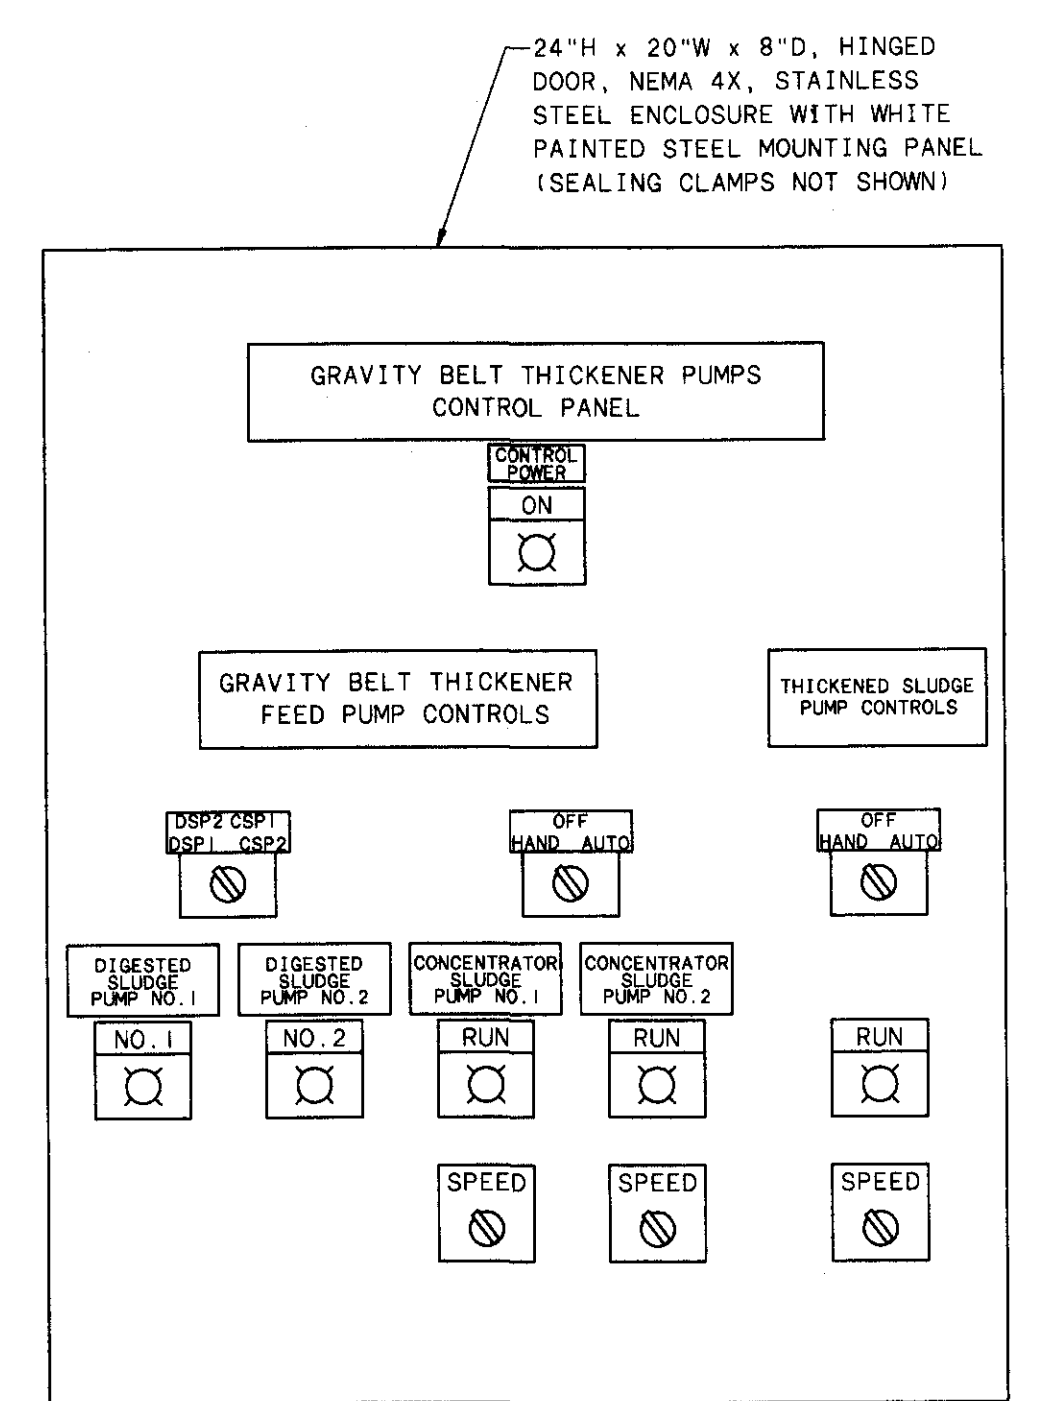 24"H x 20"W x 8"D, HINGED
DOOR, NEMA 4X, STAINLESS
STEEL ENCLOSURE WITH WHITE
PAINTED STEEL MOUNTING PANEL
(SEALING CLAMPS NOT SHOWN)
GRAVITY BELT THICKENER PUMPS
CONTROL PANEL
CONTROL
POWER
ON
GRAVITY BELT THICKENER
FEED PUMP CONTROLS
THICKENED SLUDGE
PUMP CONTROLS
DSP2 CSP1
DSP1 CSP2
OFF
HAND AUTO
OFF
HAND AUTO
DIGESTED
SLUDGE
PUMP NO.1
DIGESTED
SLUDGE
PUMP NO.2
CONCENTRATOR
SLUDGE
PUMP NO.1
CONCENTRATOR
SLUDGE
PUMP NO.2
NO.1
NO.2
RUN
RUN
RUN
SPEED
SPEED
SPEED